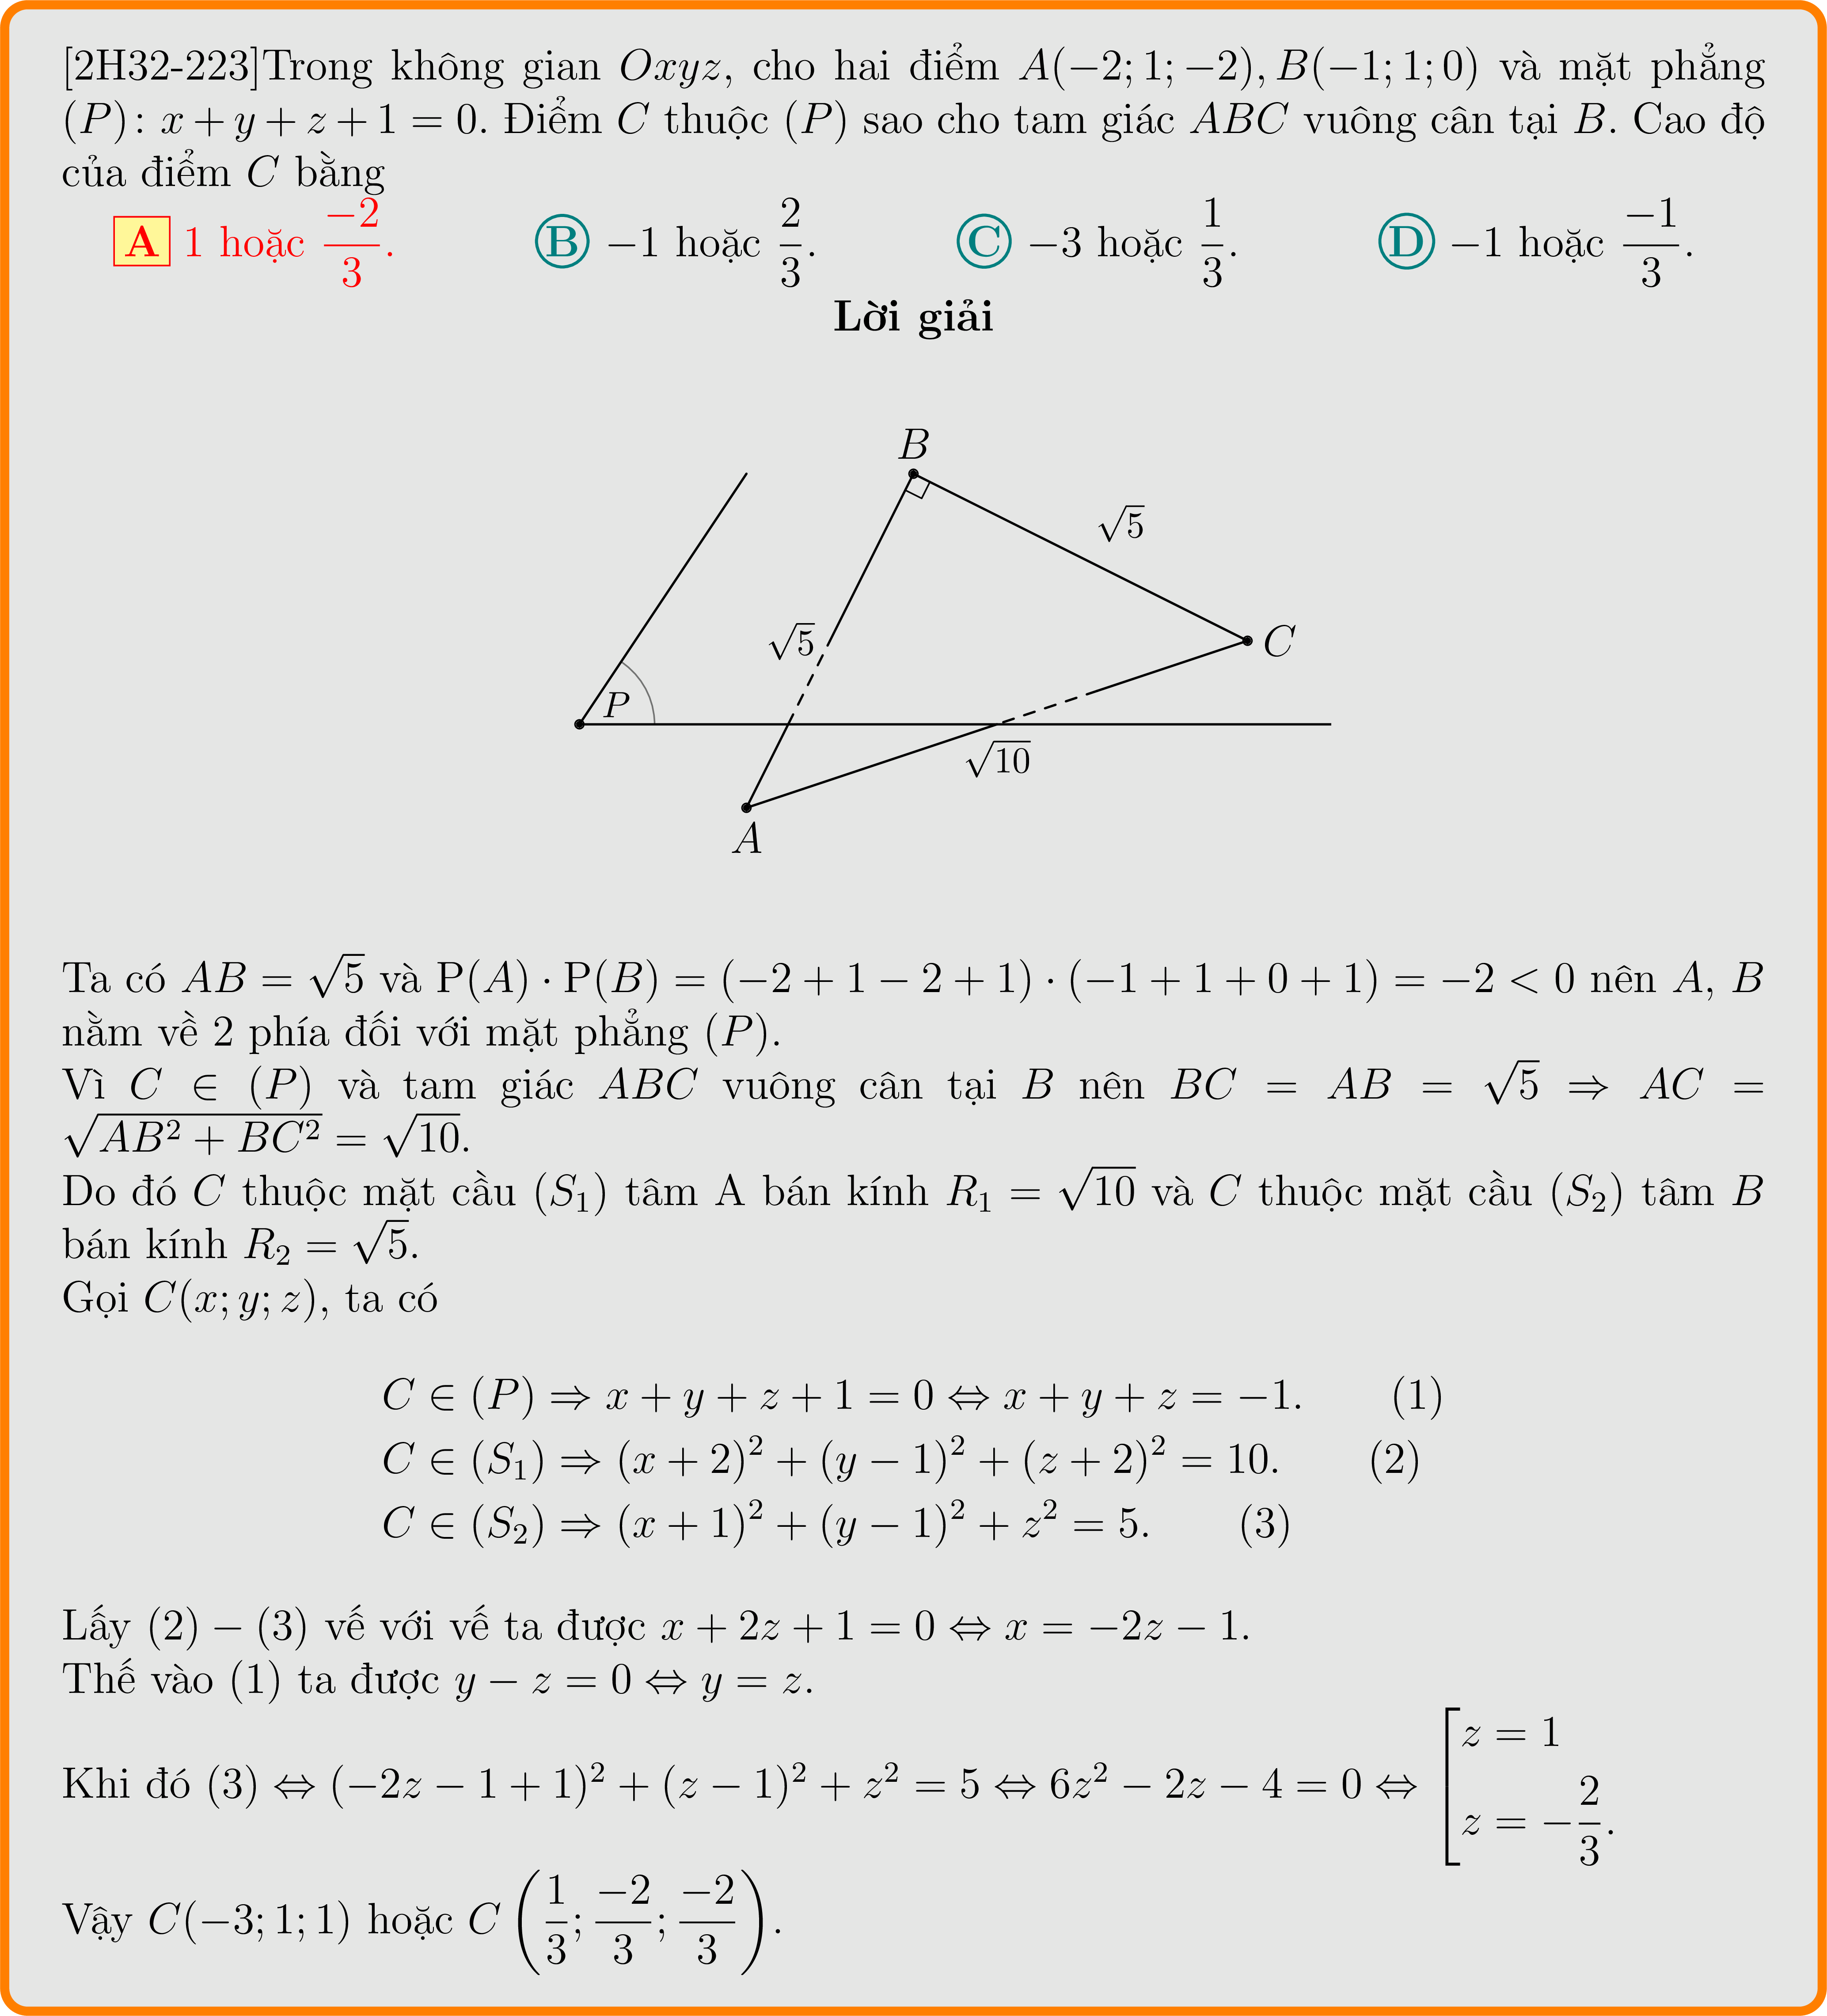 [2H32-223]Trong không gian $Oxyz$, cho hai điểm $A(-2;1;-2), B(-1;1;0)$ và mặt phẳng
$(P)\colon x+y+z+1=0$. Điểm $C$ thuộc $(P)$ sao cho tam giác $ABC$ vuông cân tại $B$. Cao độ
của điểm $C$ bằng
A 1 hoặc $\dfrac{-2}{3}$. B $-1$ hoặc $\dfrac{2}{3}$. C $-3$ hoặc $\dfrac{1}{3}$. D $-1$ hoặc $\dfrac{-1}{3}$.
Lời giải
B
$\sqrt{5}$
$\sqrt{5}$
C
P
$\sqrt{10}$
A
Ta có $AB=\sqrt{5}$ và $\mathrm{P}(A)\cdot \mathrm{P}(B)=(-2+1-2+1)\cdot(-1+1+0+1)=-2<0$ nên $A$, $B$
nằm về 2 phía đối với mặt phẳng $(P)$.
Vì $C \in (P)$ và tam giác $ABC$ vuông cân tại $B$ nên $BC = AB = \sqrt{5} \Rightarrow AC =$
$\sqrt{AB^2+BC^2}=\sqrt{10}$.
Do đó $C$ thuộc mặt cầu $(S_1)$ tâm A bán kính $R_1=\sqrt{10}$ và $C$ thuộc mặt cầu $(S_2)$ tâm $B$
bán kính $R_2=\sqrt{5}$.
Gọi $C(x;y;z)$, ta có
$C \in (P) \Rightarrow x+y+z+1=0 \Leftrightarrow x+y+z=-1.$ (1)
$C \in (S_1) \Rightarrow (x+2)^2+(y-1)^2+(z+2)^2=10.$ (2)
$C \in (S_2) \Rightarrow (x+1)^2+(y-1)^2+z^2=5.$ (3)
Lấy $(2)-(3)$ vế với vế ta được $x+2z+1=0 \Leftrightarrow x=-2z-1$.
Thế vào (1) ta được $y-z=0 \Leftrightarrow y=z$.
Khi đó $(3) \Leftrightarrow (-2z-1+1)^2+(z-1)^2+z^2=5 \Leftrightarrow 6z^2-2z-4=0 \Leftrightarrow \left[\begin{array}{l} z=1 \\ z=-\dfrac{2}{3}. \end{array}\right.$
Vậy $C(-3;1;1)$ hoặc $C\left(\dfrac{1}{3};\dfrac{-2}{3};\dfrac{-2}{3}\right)$.